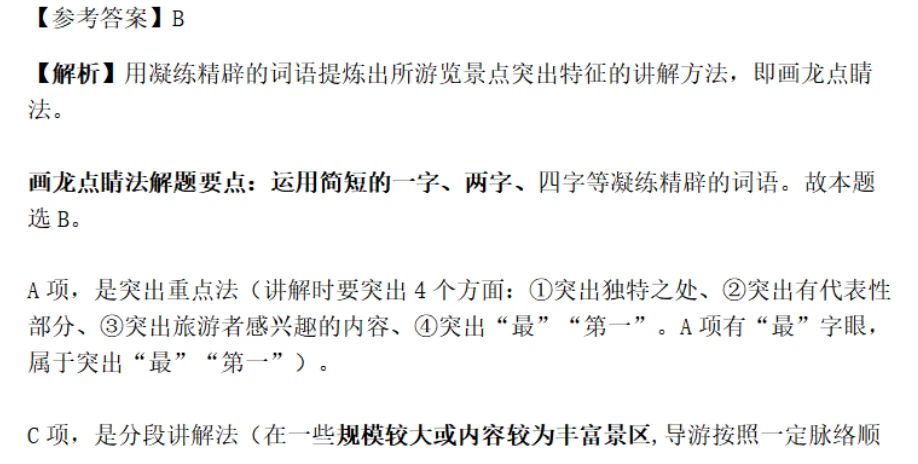 【参考答案】B
【解析】用凝练精辟的词语提炼出所游览景点突出特征的讲解方法，即画龙点睛
法。
画龙点睛法解题要点：运用简短的一字、两字、四字等凝练精辟的词语。故本题
选 B。
A 项，是突出重点法（讲解时要突出 4 个方面：①突出独特之处、②突出有代表性
部分、③突出旅游者感兴趣的内容、④突出“最”“第一”。A 项有“最”字眼，
属于突出“最”“第一”）。
C 项，是分段讲解法（在一些规模较大或内容较为丰富景区,导游按照一定脉络顺